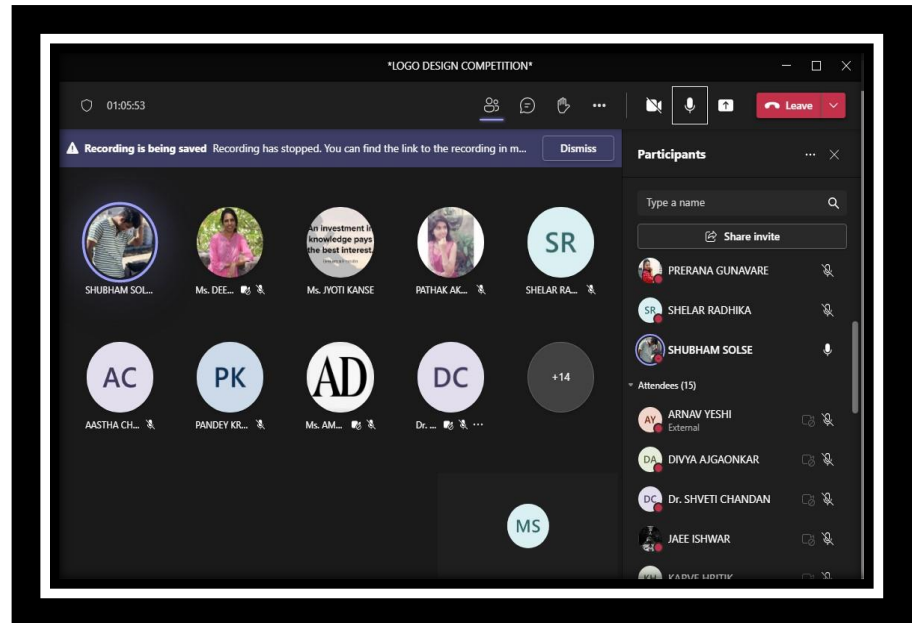 *LOGO DESIGN COMPETITION*
01:05:53
Leave
Recording is being saved Recording has stopped. You can find the link to the recording in m...
Dismiss
An investment in
knowledge pays
the best interest.
SR
SHUBHAM SOL...
Ms. DEE...
Ms. JYOTI KANSE
PATHAK AK...
SHELAR RA...
AC
PK
AD
DC
+14
AASTHA CH...
PANDEY KR...
Ms. AM...
Dr. ...
MS
Participants
Type a name
Share invite
PRERANA GUNAVARE
SR SHELAR RADHIKA
SHUBHAM SOLSE
Attendees (15)
AY ARNAV YESHI
External
DA DIVYA AJGAONKAR
DC Dr. SHVETI CHANDAN
JAEE ISHWAR
KH KARVE HRITIK